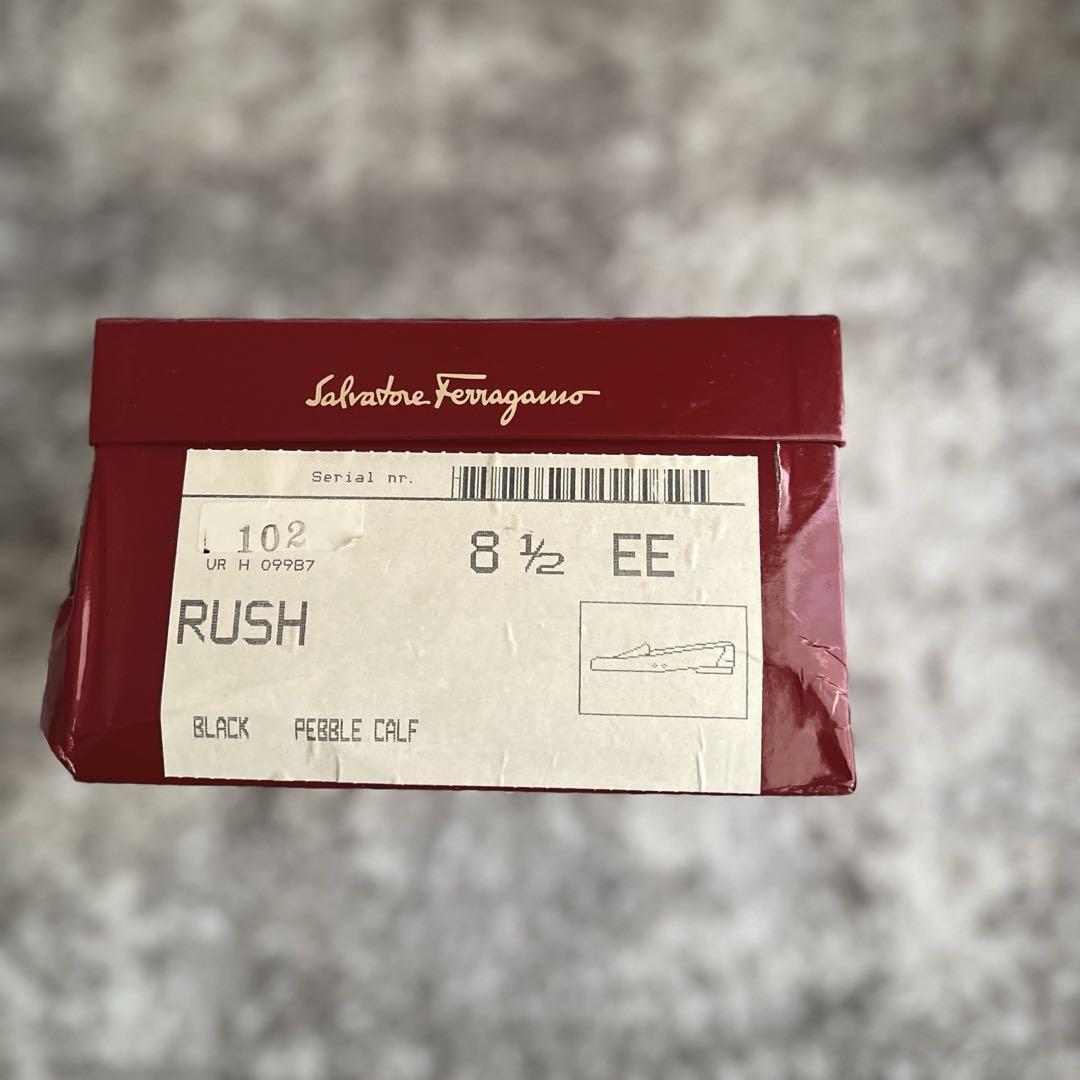 Salvatore Ferragamo
Serial nr.
102
8 ½ EE
UR H 099B7
RUSH
BLACK PEBBLE CALF